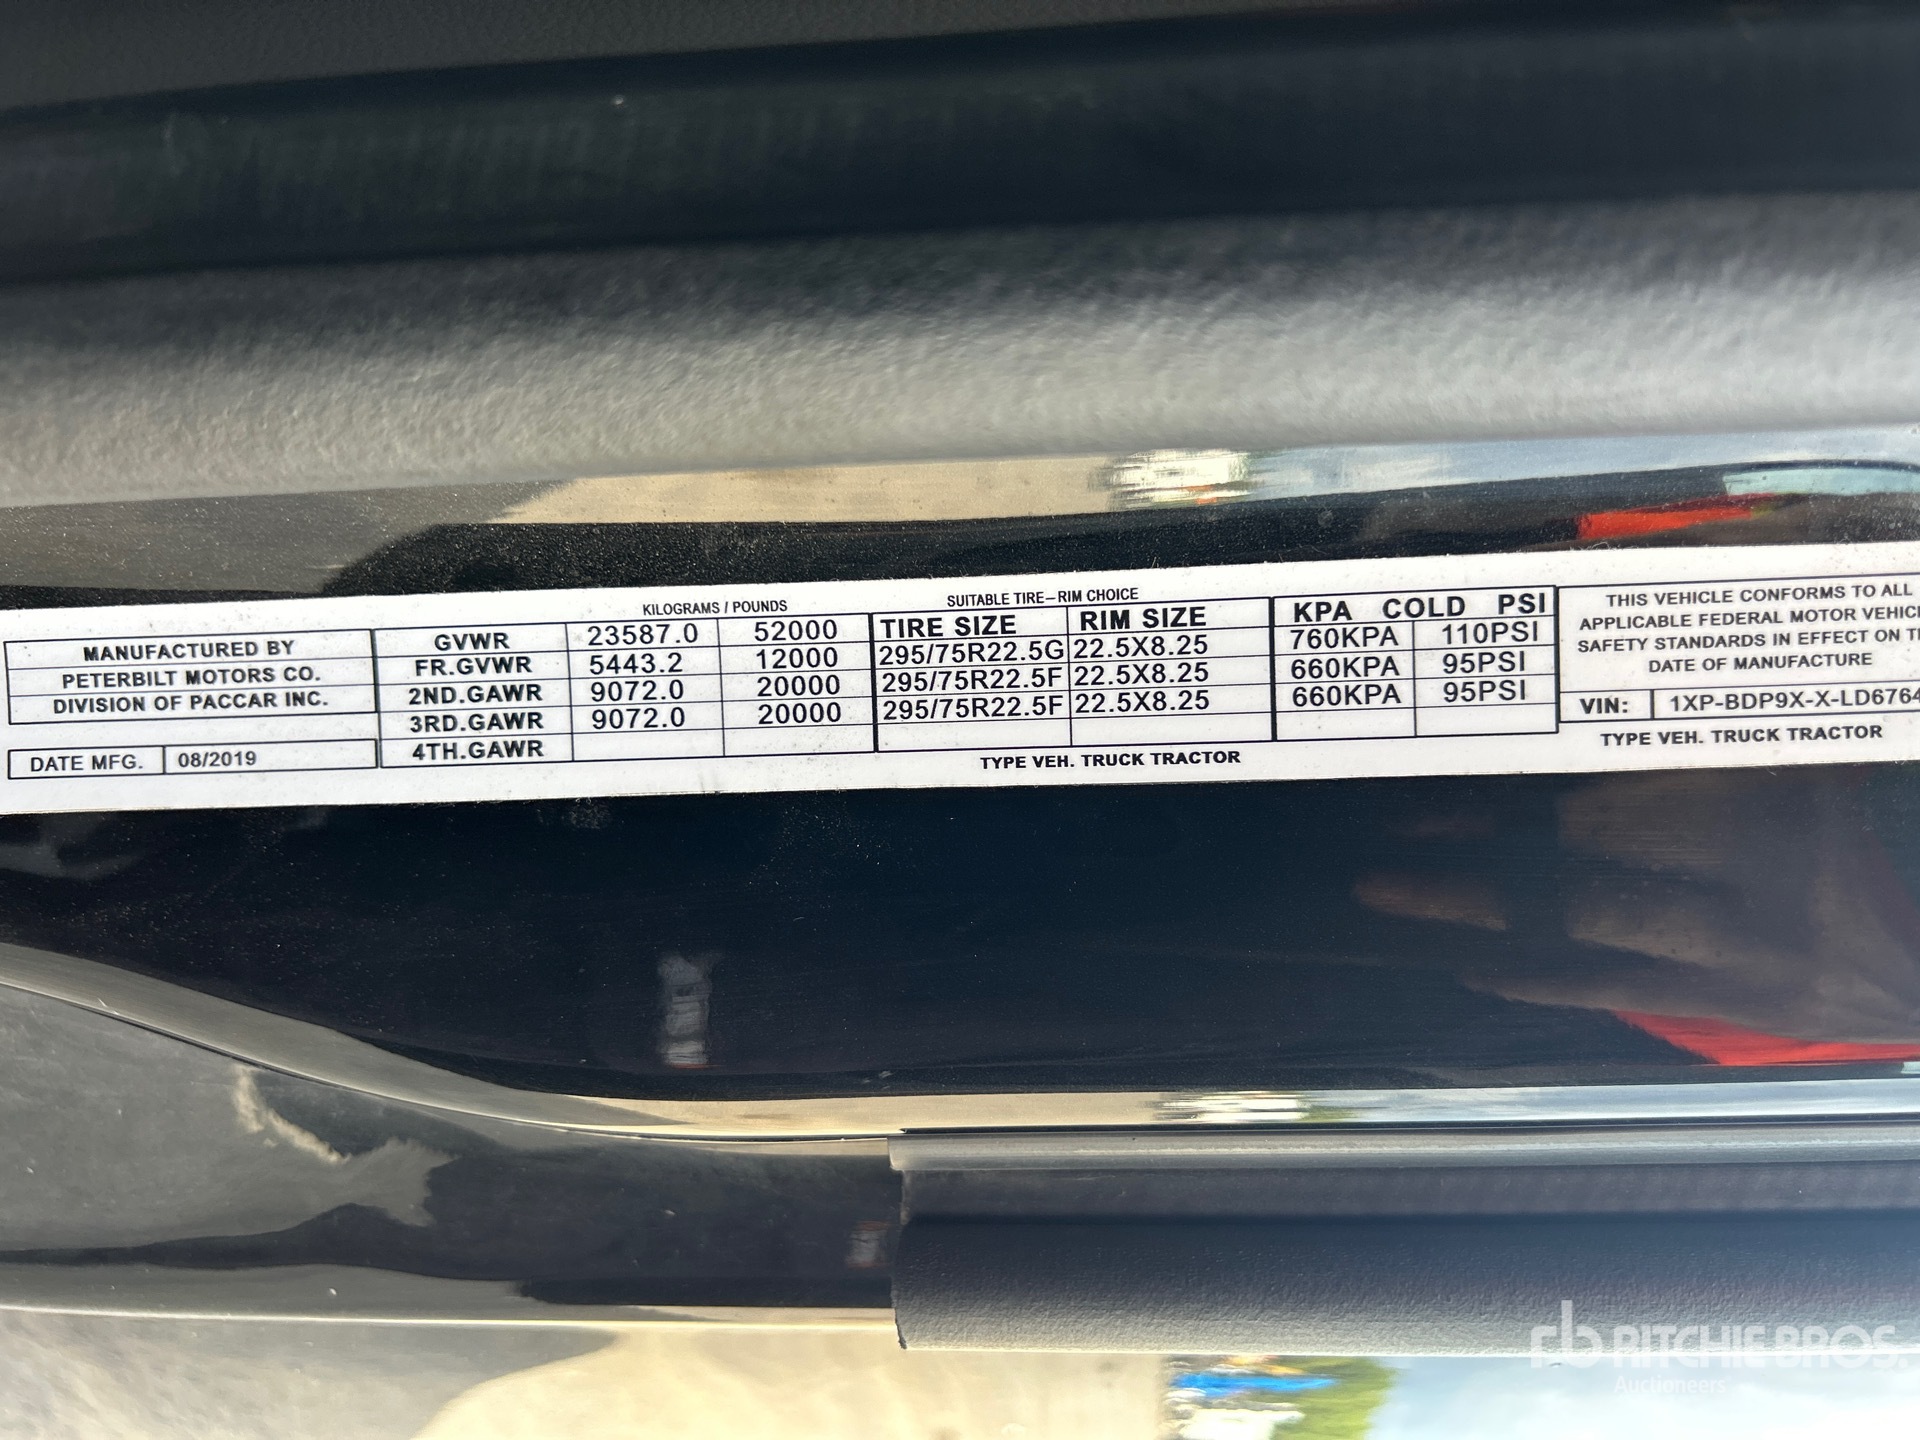 MANUFACTURED BY
PETERBILT MOTORS CO.
DIVISION OF PACCAR INC.
DATE MFG. 08/2019
KILOGRAMS / POUNDS
GVWR 23587.0 52000
FR.GVWR 5443.2 12000
2ND.GAWR 9072.0 20000
3RD.GAWR 9072.0 20000
4TH.GAWR
SUITABLE TIRE-RIM CHOICE
TIRE SIZE RIM SIZE
295/75R22.5G 22.5X8.25
295/75R22.5F 22.5X8.25
295/75R22.5F 22.5X8.25
TYPE VEH. TRUCK TRACTOR
KPA COLD PSI
760KPA 110PSI
660KPA 95PSI
660KPA 95PSI
THIS VEHICLE CONFORMS TO ALL
APPLICABLE FEDERAL MOTOR VEHIC
SAFETY STANDARDS IN EFFECT ON
DATE OF MANUFACTURE
VIN: 1XP-BDP9X-X-LD6764
TYPE VEH. TRUCK TRACTOR
rb RITCHIE BROS.
Auctioneers